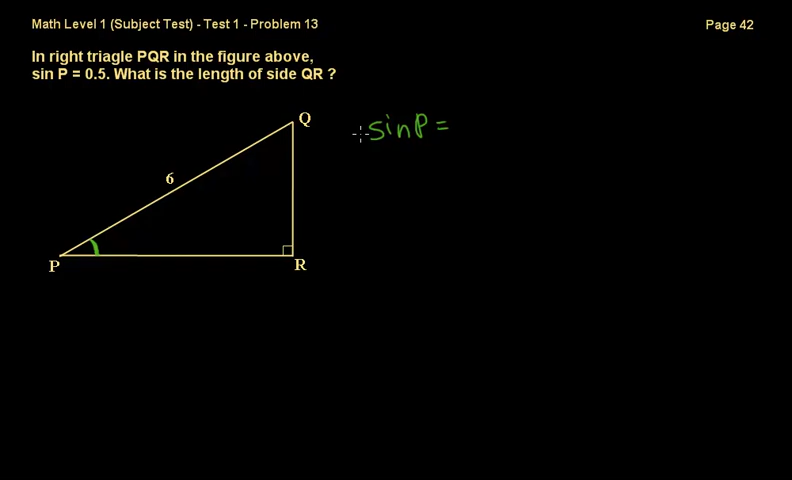 Math Level 1 (Subject Test) - Test 1 - Problem 13
Page 42
In right triagle PQR in the figure above,
sin P = 0.5. What is the length of side QR ?
Q
sinP =
6
P
R